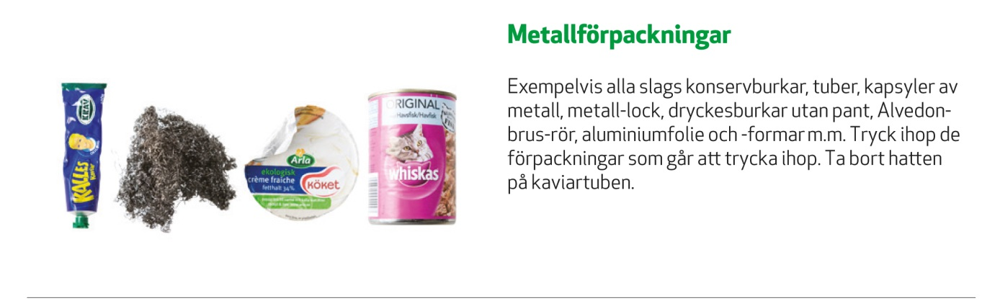 Metallförpackningar
Exempelvis alla slags konservburkar, tuber, kapsyler av
metall, metall-lock, dryckesburkar utan pant, Alvedon-
brus-rör, aluminiumfolie och -formar m.m. Tryck ihop de
förpackningar som går att trycka ihop. Ta bort hatten
på kaviartuben.
KRAV
KALLES
Kaviar
Arla
ekologisk
crème fraiche
fetthalt 34%
KÖKET
ORIGINAL
Havsfisk/Havfisk
whiskas